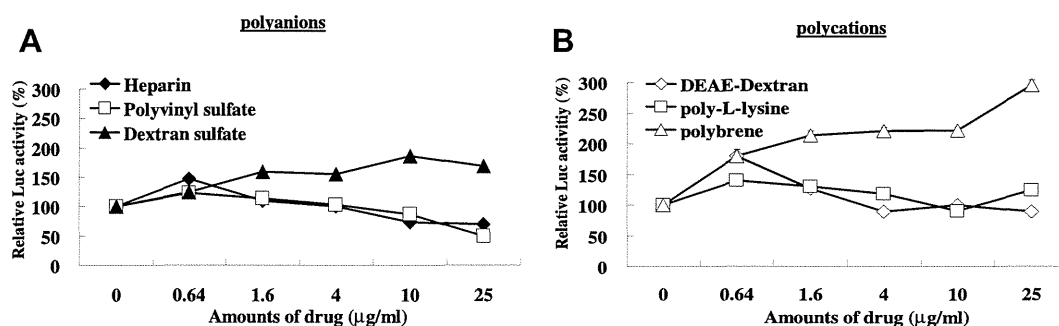 polyanions
A
Relative Luc activity (%)
300
250
200
150
100
50
0
Heparin
Polyvinyl sulfate
Dextran sulfate
0 0.64 1.6 4 10 25
Amounts of drug (μg/ml)
polycations
B
Relative Luc activity (%)
300
250
200
150
100
50
0
DEAE-Dextran
poly-L-lysine
polybrene
0 0.64 1.6 4 10 25
Amounts of drug (μg/ml)